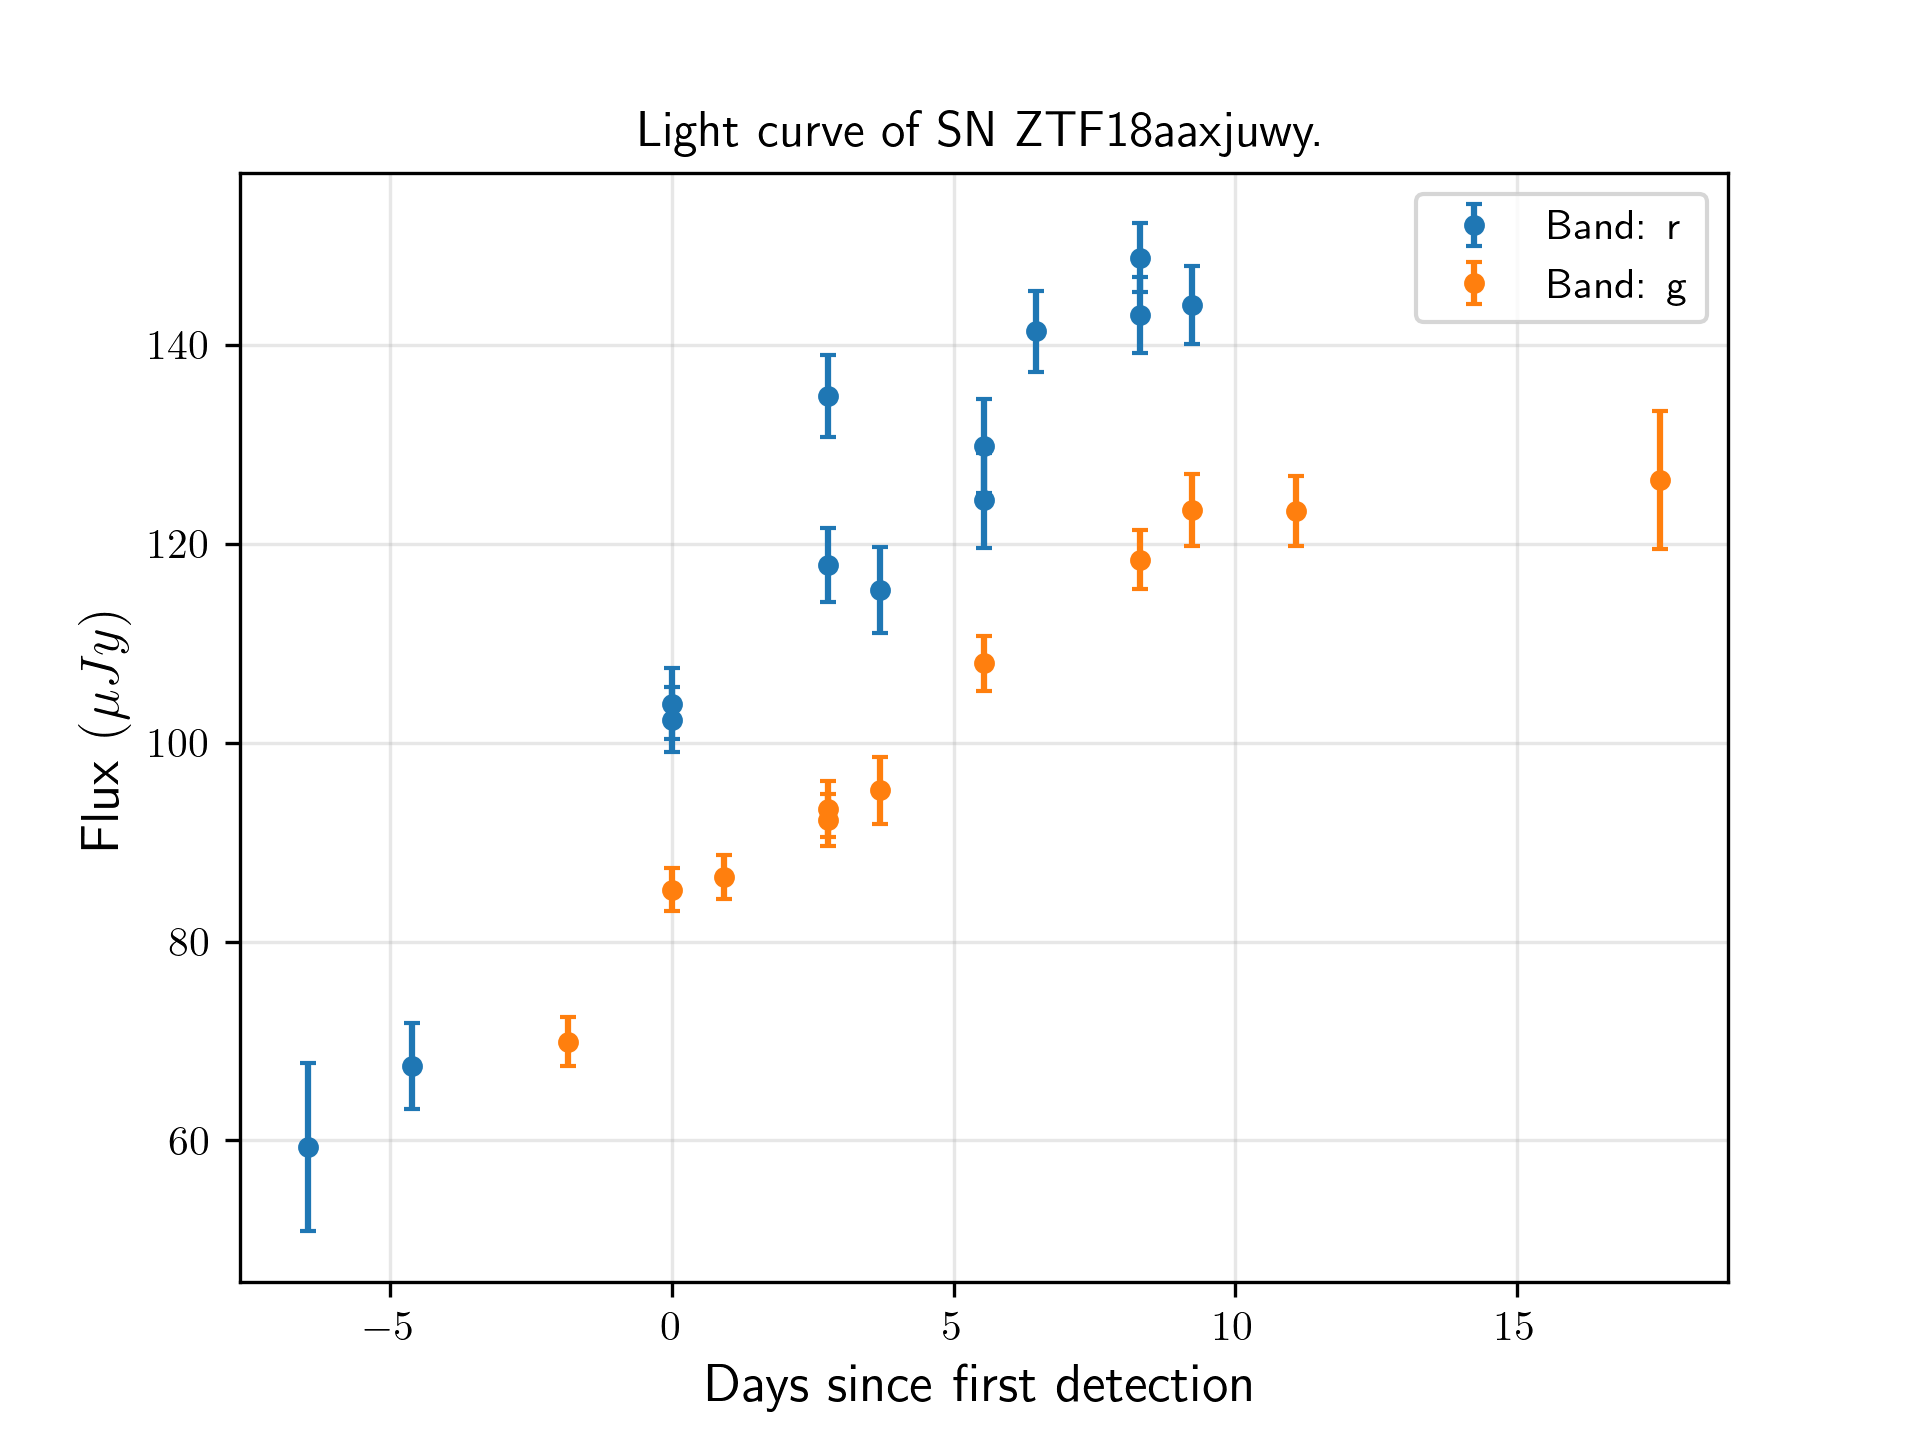 Light curve of SN ZTF18aaxjuwy.
Band: r
Band: g
Flux (μJy)
140
120
100
80
60
−5 0 5 10 15
Days since first detection